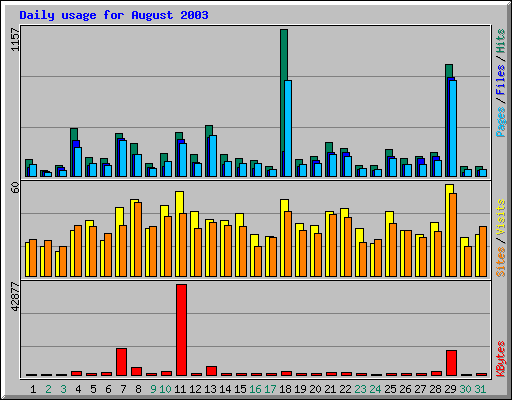 Daily usage for August 2003
1157
Pages / Files / Hits
60
Sites / Visits
42877
KBytes
1 2 3 4 5 6 7 8 9 10 11 12 13 14 15 16 17 18 19 20 21 22 23 24 25 26 27 28 29 30 31